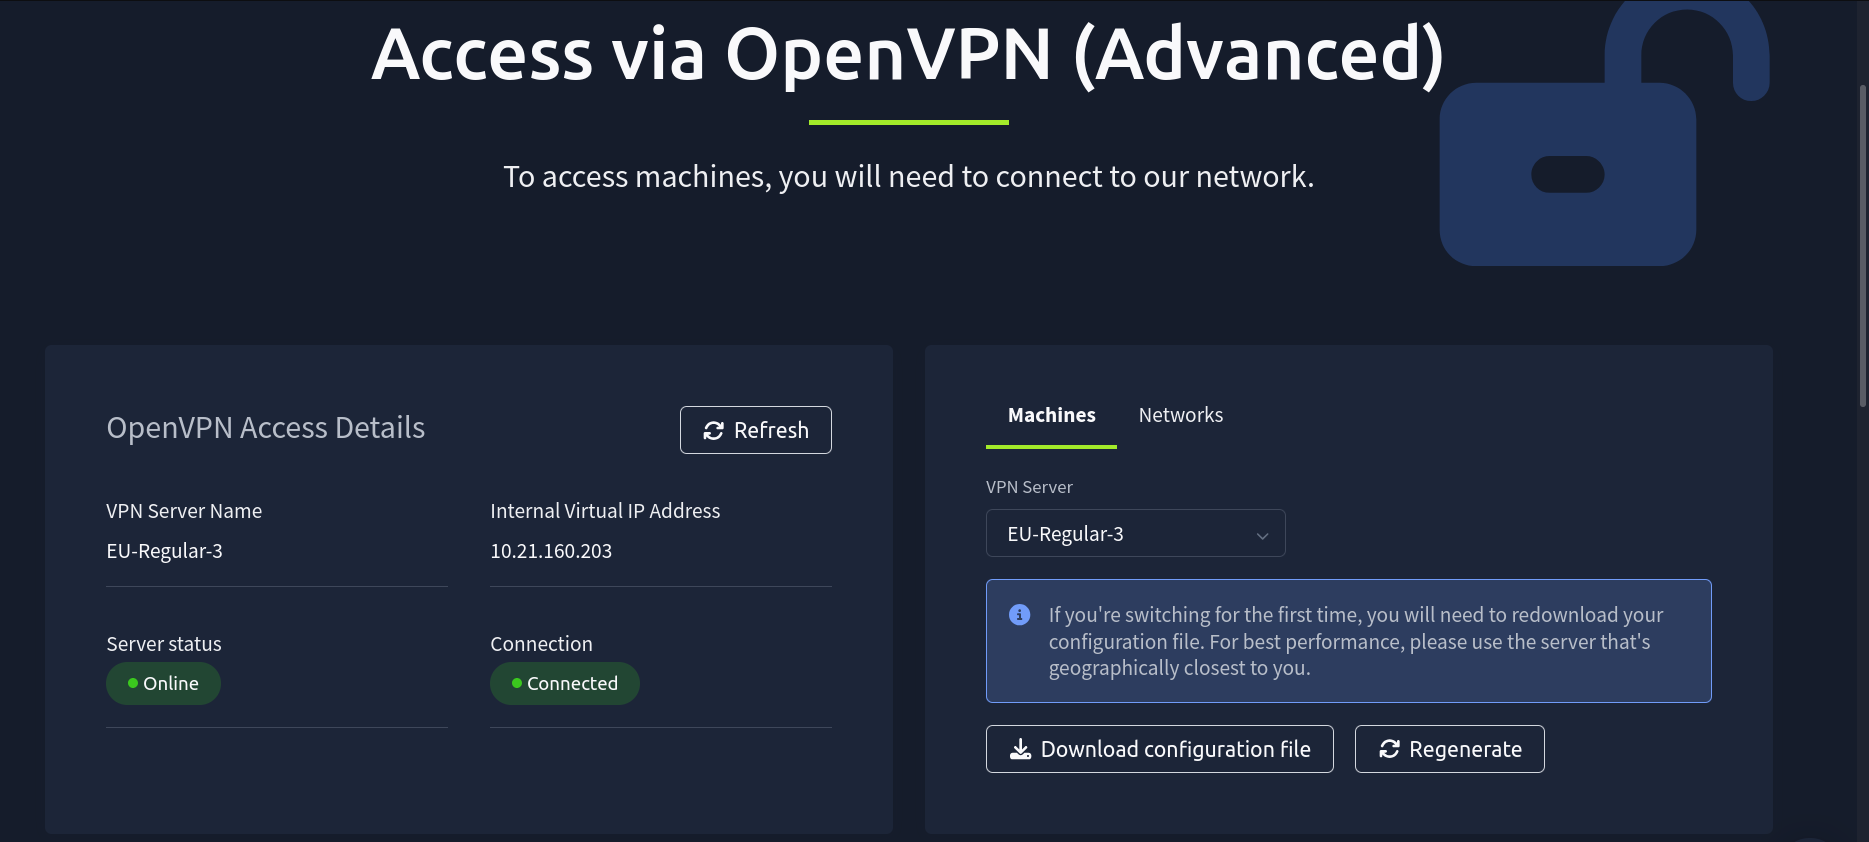 Access via OpenVPN (Advanced)
To access machines, you will need to connect to our network.
OpenVPN Access Details
Refresh
VPN Server Name
Internal Virtual IP Address
EU-Regular-3
10.21.160.203
Server status
Connection
Online
Connected
Machines
Networks
VPN Server
EU-Regular-3
If you're switching for the first time, you will need to redownload your
configuration file. For best performance, please use the server that's
geographically closest to you.
Download configuration file
Regenerate